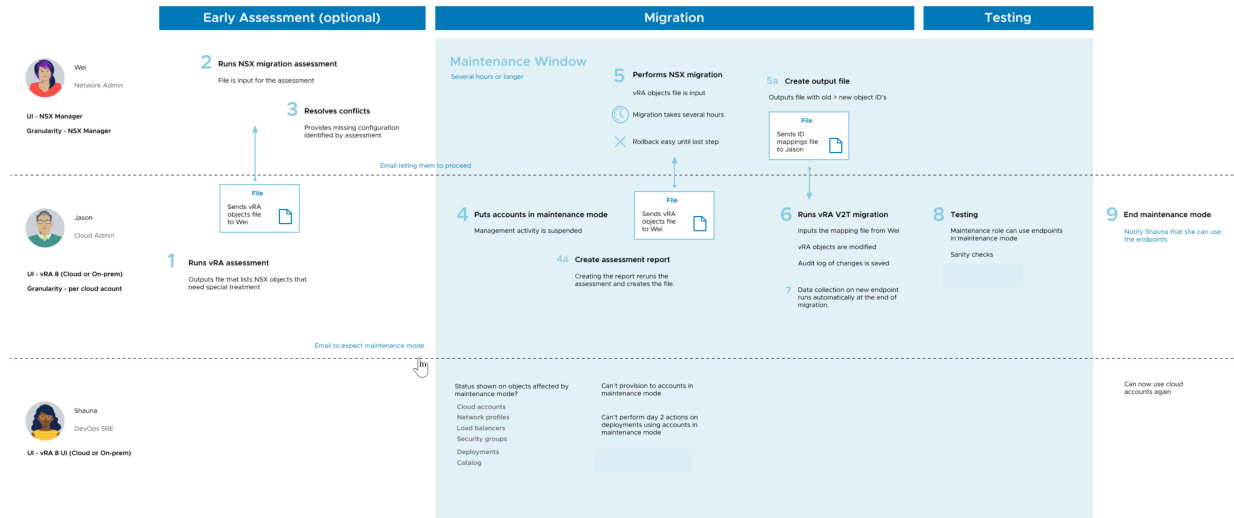 Early Assessment (optional)
Migration
Testing
Wei
Network Admin
UI - NSX Manager
Granularity - NSX Manager
2 Runs NSX migration assessment
File is input for the assessment
3 Resolves conflicts
Provides missing configuration
identified by assessment
Email telling them to proceed
Maintenance Window
Several hours or longer
5 Performs NSX migration
vRA objects file is input
Migration takes several hours
Rollback easy until last step
5a Create output file
Outputs file with old > new object ID's
File
Sends ID
mappings file
to Jason
Jason
Cloud Admin
UI - vRA 8 (Cloud or On-prem)
Granularity - per cloud acount
File
Sends vRA
objects file
to Wei
1 Runs vRA assessment
Outputs file that lists NSX objects that
need special treatment
Email to expect maintenance mode
4 Puts accounts in maintenance mode
Management activity is suspended
File
Sends vRA
objects file
to Wei
4a Create assessment report
Creating the report reruns the
assessment and creates the file.
6 Runs vRA V2T migration
Inputs the mapping file from Wei
vRA objects are modified
Audit log of changes is saved
7 Data collection on new endpoint
runs automatically at the end of
migration.
8 Testing
Maintenance role can use endpoints
in maintenance mode
Sanity checks
9 End maintenance mode
Notify Shauna that she can use
the endpoints
Shauna
DevOps SRE
UI - vRA 8 UI (Cloud or On-prem)
Status shown on objects affected by
maintenance mode?
Cloud accounts
Network profiles
Load balancers
Security groups
Deployments
Catalog
Can't provision to accounts in
maintenance mode
Can't perform day 2 actions on
deployments using accounts in
maintenance mode
Can now use cloud
accounts again